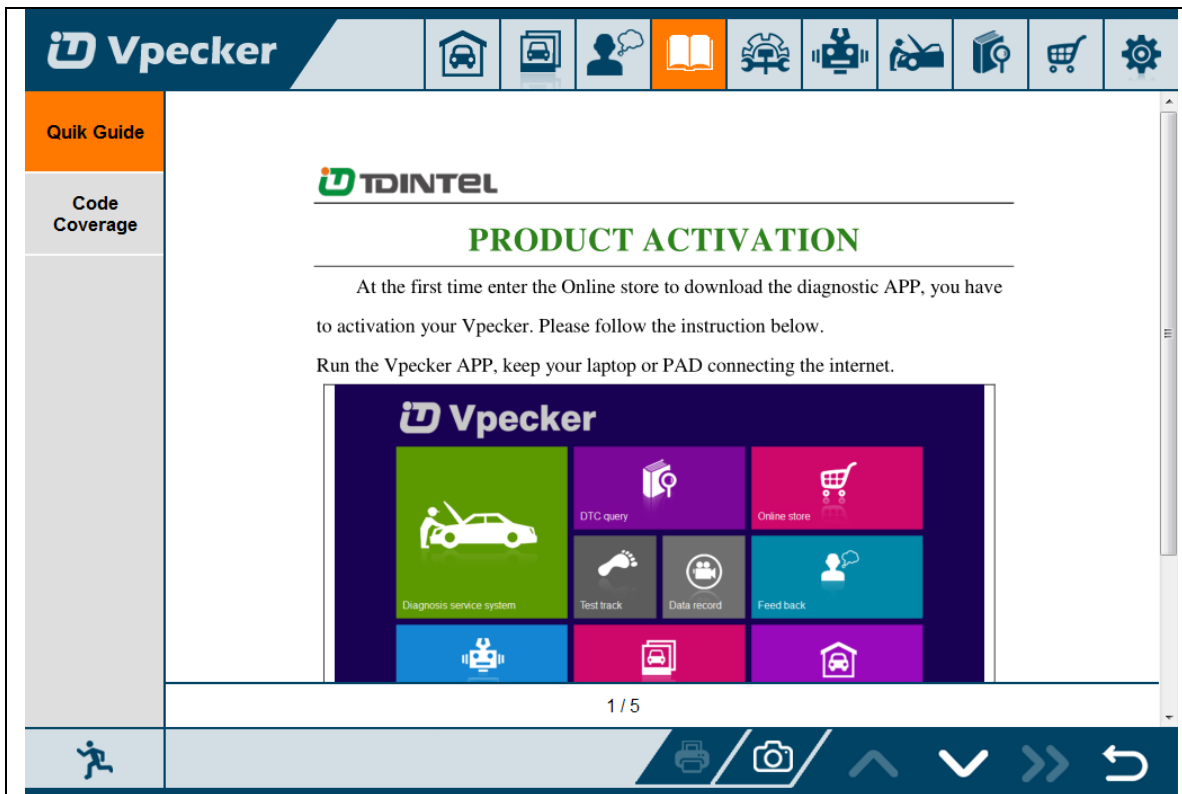 Vpecker
Quik Guide
Code
Coverage
TDINTEL
PRODUCT ACTIVATION
At the first time enter the Online store to download the diagnostic APP, you have
to activation your Vpecker. Please follow the instruction below.
Run the Vpecker APP, keep your laptop or PAD connecting the internet.
Vpecker
DTC query
Online store
Diagnosis service system
Test track
Data record
Feed back
1 / 5